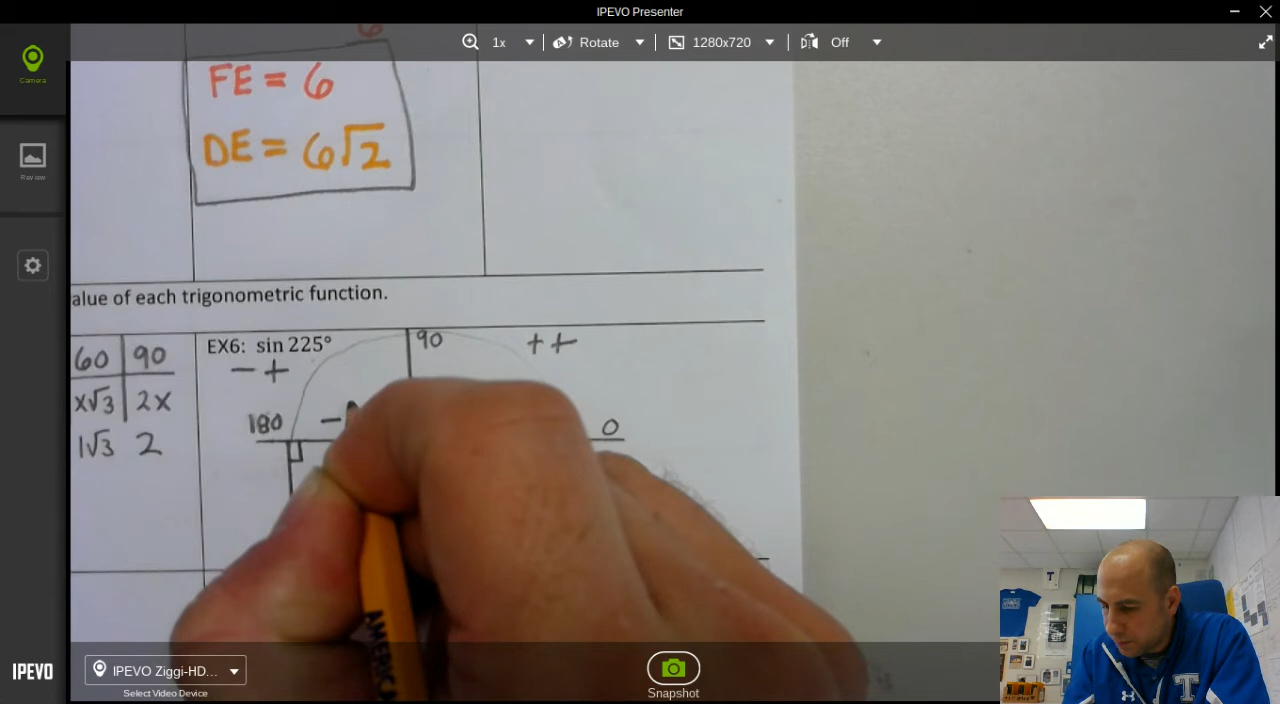 IPEVO Presenter
1x
Rotate
1280x720
Off
Camera
Review
FE = 6
DE = 6√2
alue of each trigonometric function.
60 | 90
x√3 | 2x
1√3 2
EX6: sin 225°
− +
90
+ +
180
0
AMERICA
IPEVO
IPEVO Ziggi-HD...
Select Video Device
Snapshot
T